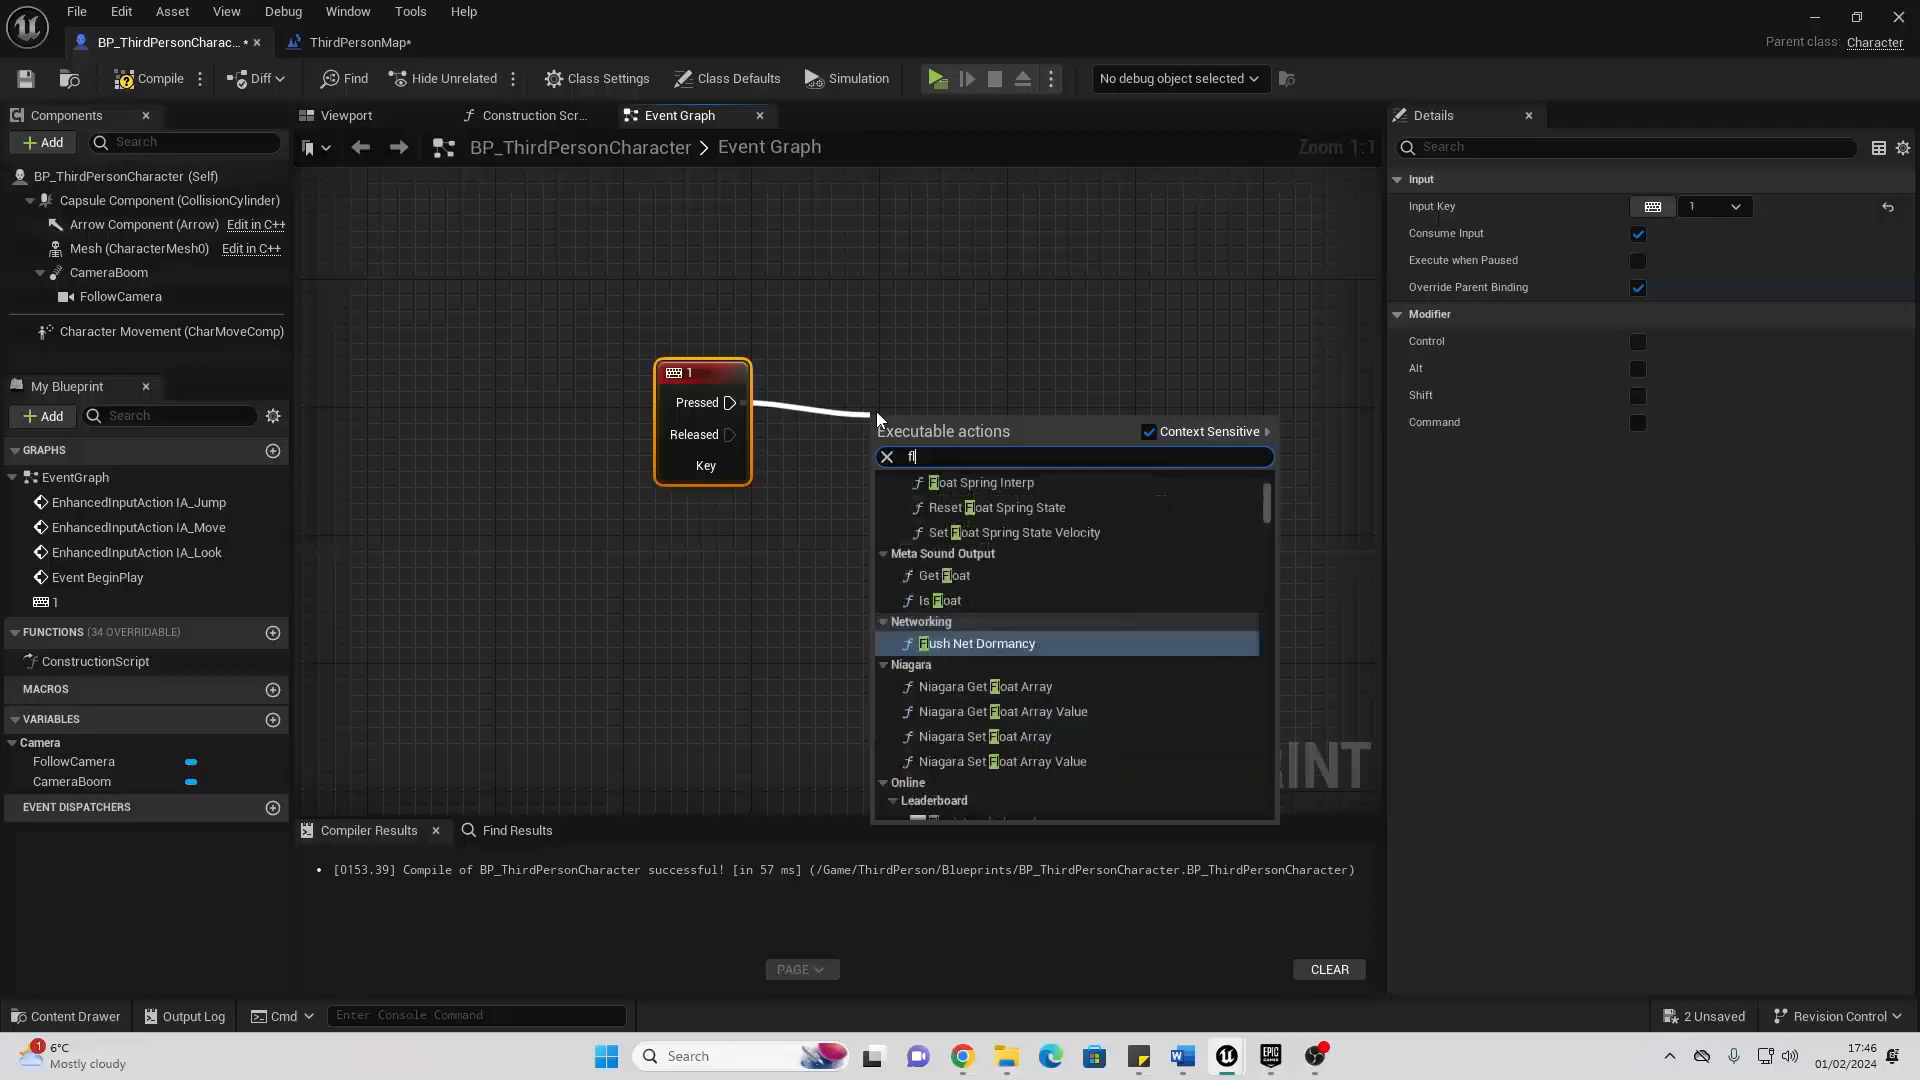 File Edit Asset View Debug Window Tools Help
BP_ThirdPersonCharac... *
ThirdPersonMap*
Parent class: Character
Compile
Diff
Find
Hide Unrelated
Class Settings
Class Defaults
Simulation
No debug object selected
Components
Add
Search
BP_ThirdPersonCharacter (Self)
Capsule Component (CollisionCylinder)
Arrow Component (Arrow) Edit in C++
Mesh (CharacterMesh0) Edit in C++
CameraBoom
FollowCamera
Character Movement (CharMoveComp)
My Blueprint
Add
Search
GRAPHS
EventGraph
EnhancedInputAction IA_Jump
EnhancedInputAction IA_Move
EnhancedInputAction IA_Look
Event BeginPlay
1
FUNCTIONS (34 OVERRIDABLE)
ConstructionScript
MACROS
VARIABLES
Camera
FollowCamera
CameraBoom
EVENT DISPATCHERS
Viewport
Construction Scr...
Event Graph
BP_ThirdPersonCharacter > Event Graph
Zoom 1:1
1
Pressed
Released
Key
Executable actions
Context Sensitive
fl
Float Spring Interp
Reset Float Spring State
Set Float Spring State Velocity
Meta Sound Output
Get Float
Is Float
Networking
Flush Net Dormancy
Niagara
Niagara Get Float Array
Niagara Get Float Array Value
Niagara Set Float Array
Niagara Set Float Array Value
Online
Leaderboard
INT
Compiler Results
Find Results
[0153.39] Compile of BP_ThirdPersonCharacter successful! [in 57 ms] (/Game/ThirdPerson/Blueprints/BP_ThirdPersonCharacter.BP_ThirdPersonCharacter)
PAGE
CLEAR
Details
Search
Input
Input Key 1
Consume Input
Execute when Paused
Override Parent Binding
Modifier
Control
Alt
Shift
Command
Content Drawer
Output Log
Cmd
Enter Console Command
2 Unsaved
Revision Control
1
6°C
Mostly cloudy
Search
EPIC
GAMES
17:46
01/02/2024